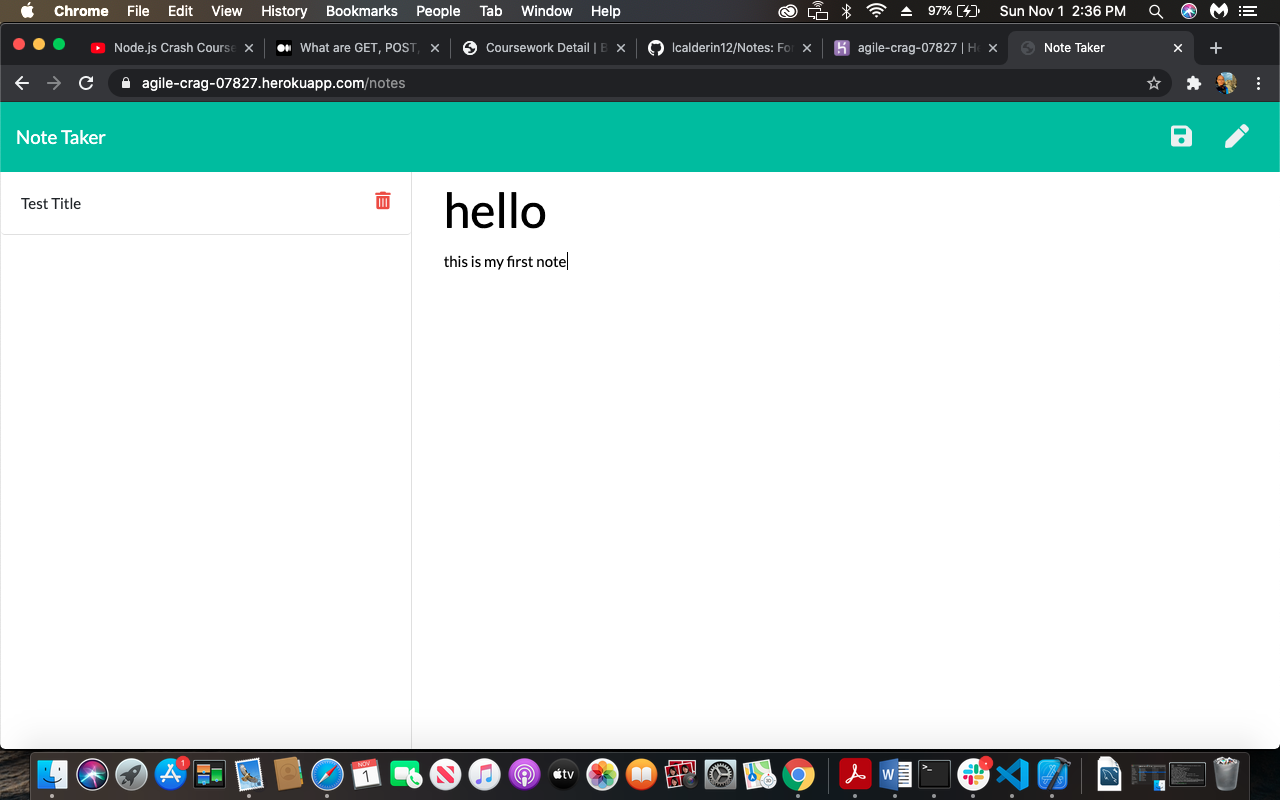 Chrome File Edit View History Bookmarks People Tab Window Help 97% Sun Nov 1 2:36 PM
Node.js Crash Course What are GET, POST, Coursework Detail | B lcalderin12/Notes: For agile-crag-07827 | He Note Taker
agile-crag-07827.herokuapp.com/notes
Note Taker
Test Title
hello
this is my first note
1
NOV
1
tv
W
>_